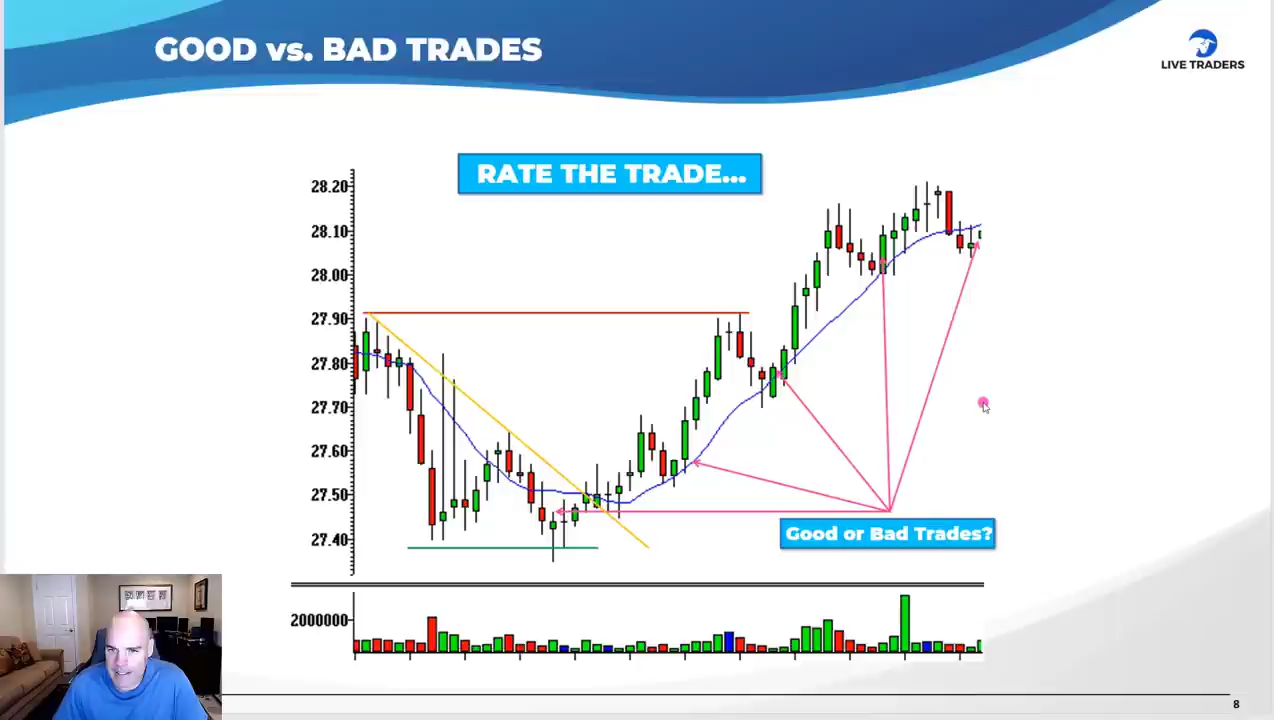 GOOD vs. BAD TRADES
LIVE TRADERS
RATE THE TRADE...
28.20
28.10
28.00
27.90
27.80
27.70
27.60
27.50
27.40
Good or Bad Trades?
2000000
8